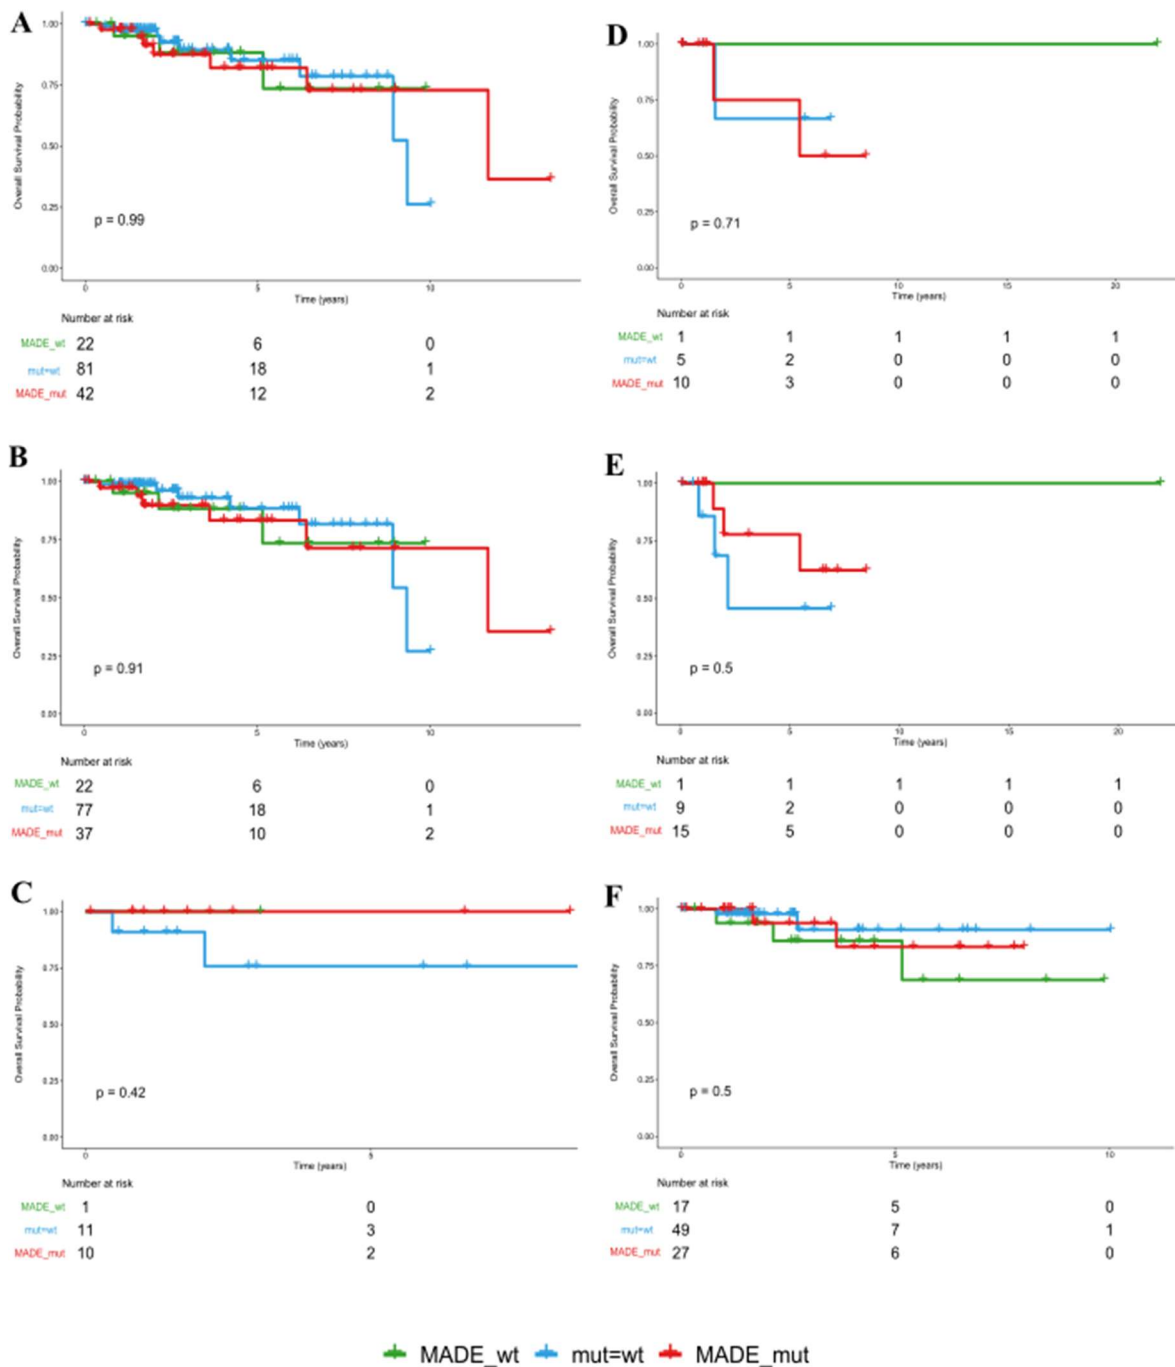 A
Overall Survival Probability
1.00
0.75
0.50
0.25
0.00
p = 0.99
0 5 10
Time (years)
Number at risk
MADE_wt 22 6 0
mut=wt 81 18 1
MADE_mut 42 12 2
B
Overall Survival Probability
1.00
0.75
0.50
0.25
0.00
p = 0.91
0 5 10
Time (years)
Number at risk
MADE_wt 22 6 0
mut=wt 77 18 1
MADE_mut 37 10 2
C
Overall Survival Probability
1.00
0.75
0.50
0.25
0.00
p = 0.42
0 5
Time (years)
Number at risk
MADE_wt 1 0
mut=wt 11 3
MADE_mut 10 2
D
Overall Survival Probability
1.00
0.75
0.50
0.25
0.00
p = 0.71
0 5 10 15 20
Time (years)
Number at risk
MADE_wt 1 1 1 1 1
mut=wt 5 2 0 0 0
MADE_mut 10 3 0 0 0
E
Overall Survival Probability
1.00
0.75
0.50
0.25
0.00
p = 0.5
0 5 10 15 20
Time (years)
Number at risk
MADE_wt 1 1 1 1 1
mut=wt 9 2 0 0 0
MADE_mut 15 5 0 0 0
F
Overall Survival Probability
1.00
0.75
0.50
0.25
0.00
p = 0.5
0 5 10
Time (years)
Number at risk
MADE_wt 17 5 0
mut=wt 49 7 1
MADE_mut 27 6 0
MADE_wt mut=wt MADE_mut